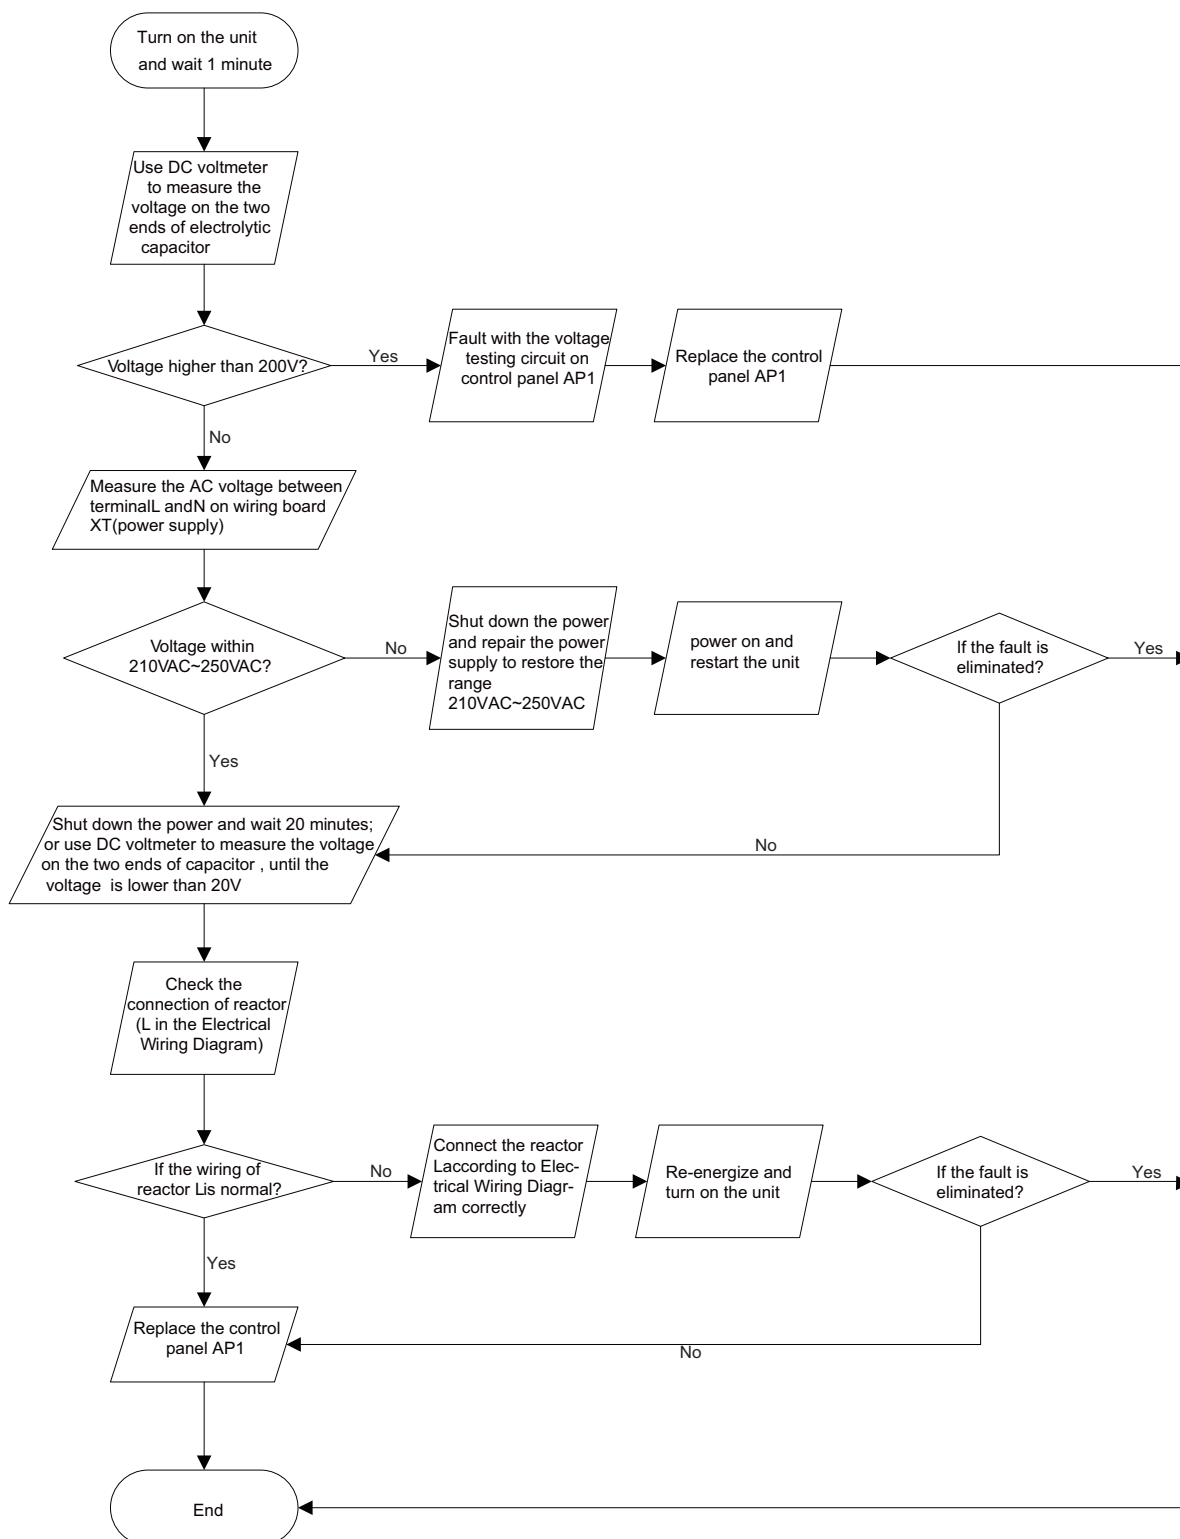 Turn on the unit
and wait 1 minute
Use DC voltmeter
to measure the
voltage on the two
ends of electrolytic
capacitor
Voltage higher than 200V?
Yes
Fault with the voltage
testing circuit on
control panel AP1
Replace the control
panel AP1
No
Measure the AC voltage between
terminalL andN on wiring board
XT(power supply)
Voltage within
210VAC~250VAC?
No
Shut down the power
and repair the power
supply to restore the
range
210VAC~250VAC
power on and
restart the unit
If the fault is
eliminated?
Yes
Yes
No
Shut down the power and wait 20 minutes;
or use DC voltmeter to measure the voltage
on the two ends of capacitor , until the
voltage is lower than 20V
Check the
connection of reactor
(L in the Electrical
Wiring Diagram)
If the wiring of
reactor Lis normal?
No
Connect the reactor
Laccording to Elec-
trical Wiring Diagr-
am correctly
Re-energize and
turn on the unit
If the fault is
eliminated?
Yes
Yes
No
Replace the control
panel AP1
End